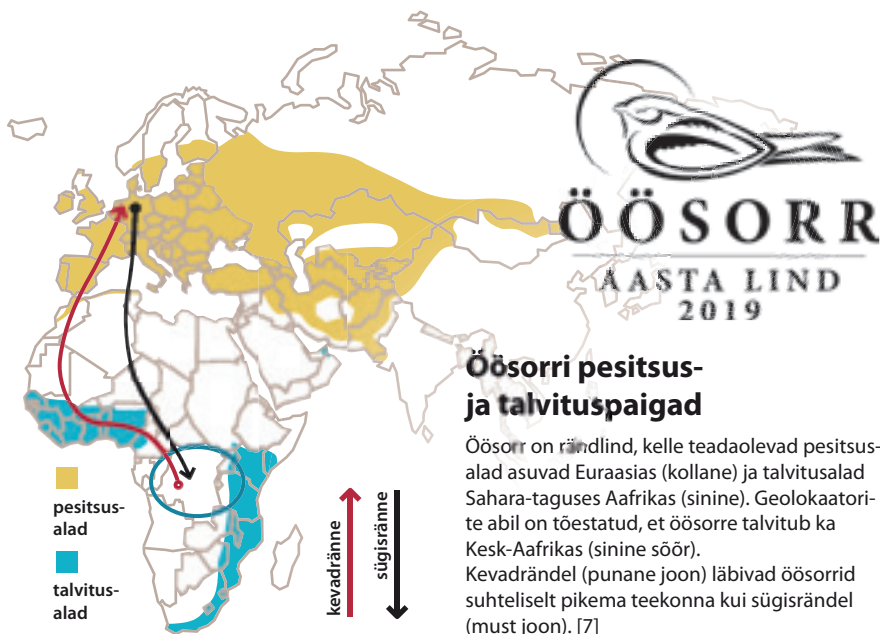 ÖÖSORR
AASTA LIND
2019
Öösorri pesitsus-
ja talvituspaigad
Öösorr on rändlind, kelle teadaolevad pesitsus-
alad asuvad Euraasias (kollane) ja talvitusalad
Sahara-taguses Aafrikas (sinine). Geolokaatori-
te abil on tõestatud, et öösorre talvitub ka
Kesk-Aafrikas (sinine sõõr).
Kevadrändel (punane joon) läbivad öösorrid
suhteliselt pikema teekonna kui sügisrändel
(must joon). [7]
pesitsus-
alad
talvitus-
alad
kevadränne
sügisränne